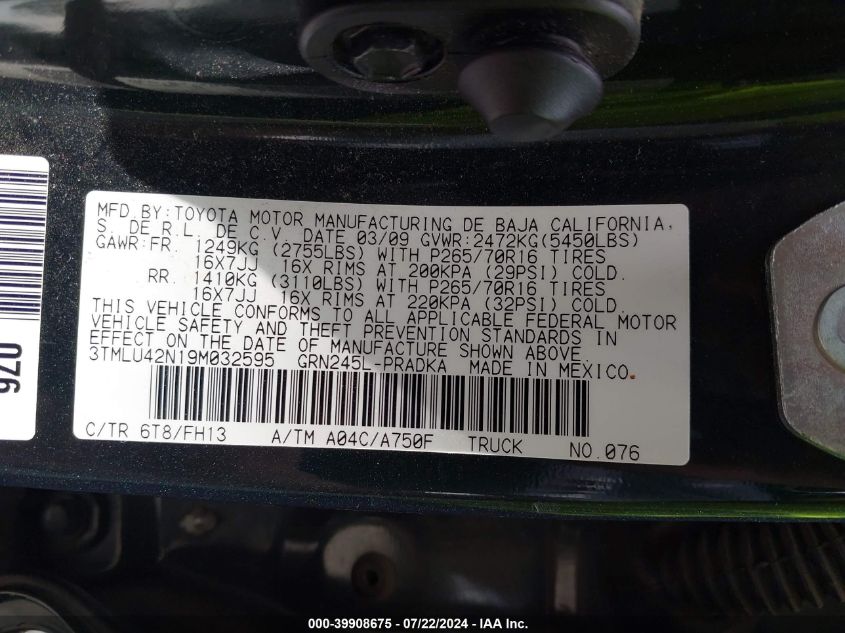 MFD BY: TOYOTA MOTOR MANUFACTURING DE BAJA CALIFORNIA,
S. DE R.L. DE C.V. DATE 03/09 GVWR:2472KG(5450LBS)
GAWR:FR. 1249KG (2755LBS) WITH P265/70R16 TIRES
16X7JJ 16X RIMS AT 200KPA (29PSI) COLD.
RR. 1410KG (3110LBS) WITH P265/70R16 TIRES
16X7JJ 16X RIMS AT 220KPA (32PSI) COLD.
THIS VEHICLE CONFORMS TO ALL APPLICABLE FEDERAL MOTOR
VEHICLE SAFETY AND THEFT PREVENTION STANDARDS IN
EFFECT ON THE DATE OF MANUFACTURE SHOWN ABOVE.
3TMLU42N19M032595 GRN245L-PRADKA MADE IN MEXICO.
C/TR 6T8/FH13 A/TM A04C/A750F TRUCK NO.076
076
000-39908675 - 07/22/2024 - IAA Inc.